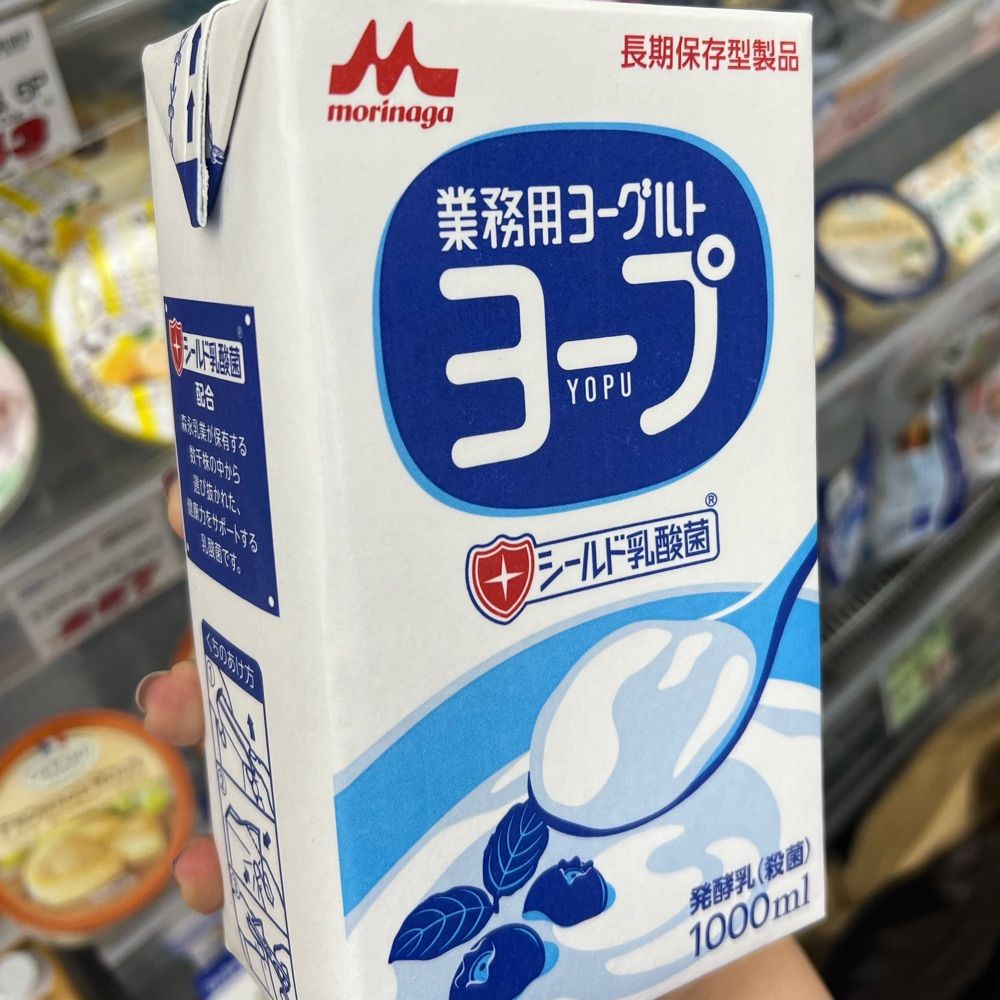 morinaga
長期保存型製品
業務用ヨーグルト
ヨープ
YOPU
シールド乳酸菌®
発酵乳(殺菌)
1000ml
シールド乳酸菌®
配合
森永乳業が保有する
数千株の中から
選び抜かれた、
健康力をサポートする
乳酸菌です。
くちのあけ方